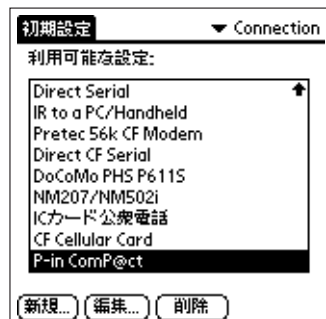 初期設定 ▼ Connection
利用可能な設定:
Direct Serial
IR to a PC/Handheld
Pretec 56k CF Modem
Direct CF Serial
DoCoMo PHS P611S
NM207/NM502i
ICカード公衆電話
CF Cellular Card
P-in ComP@ct
新規... 編集... 削除